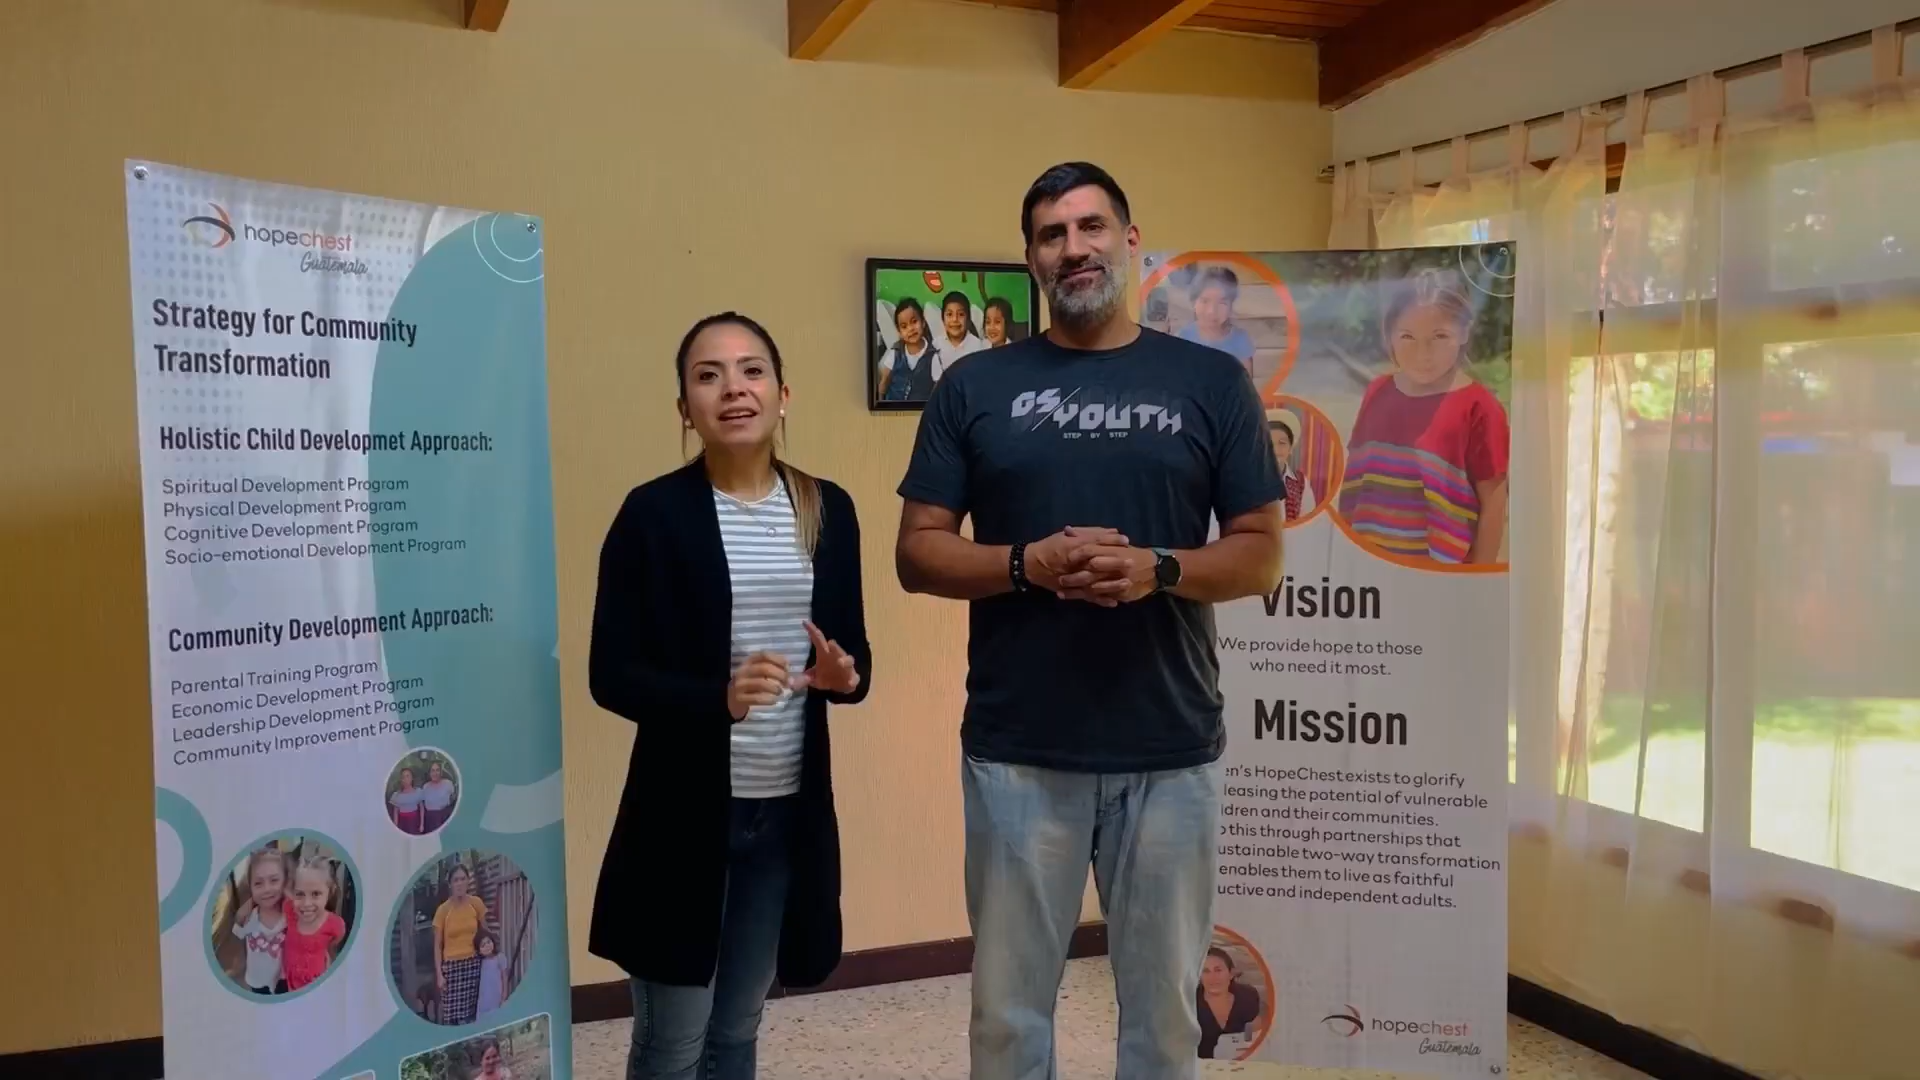 hopechest
Guatemala
Strategy for Community
Transformation
Holistic Child Developmet Approach:
Spiritual Development Program
Physical Development Program
Cognitive Development Program
Socio-emotional Development Program
Community Development Approach:
Parental Training Program
Economic Development Program
Leadership Development Program
Community Improvement Program
GS/YOUTH
STEP BY STEP
Vision
We provide hope to those
who need it most.
Mission
en's HopeChest exists to glorify
leasing the potential of vulnerable
ldren and their communities.
this through partnerships that
ustainable two-way transformation
enables them to live as faithful
uctive and independent adults.
hopechest
Guatemala